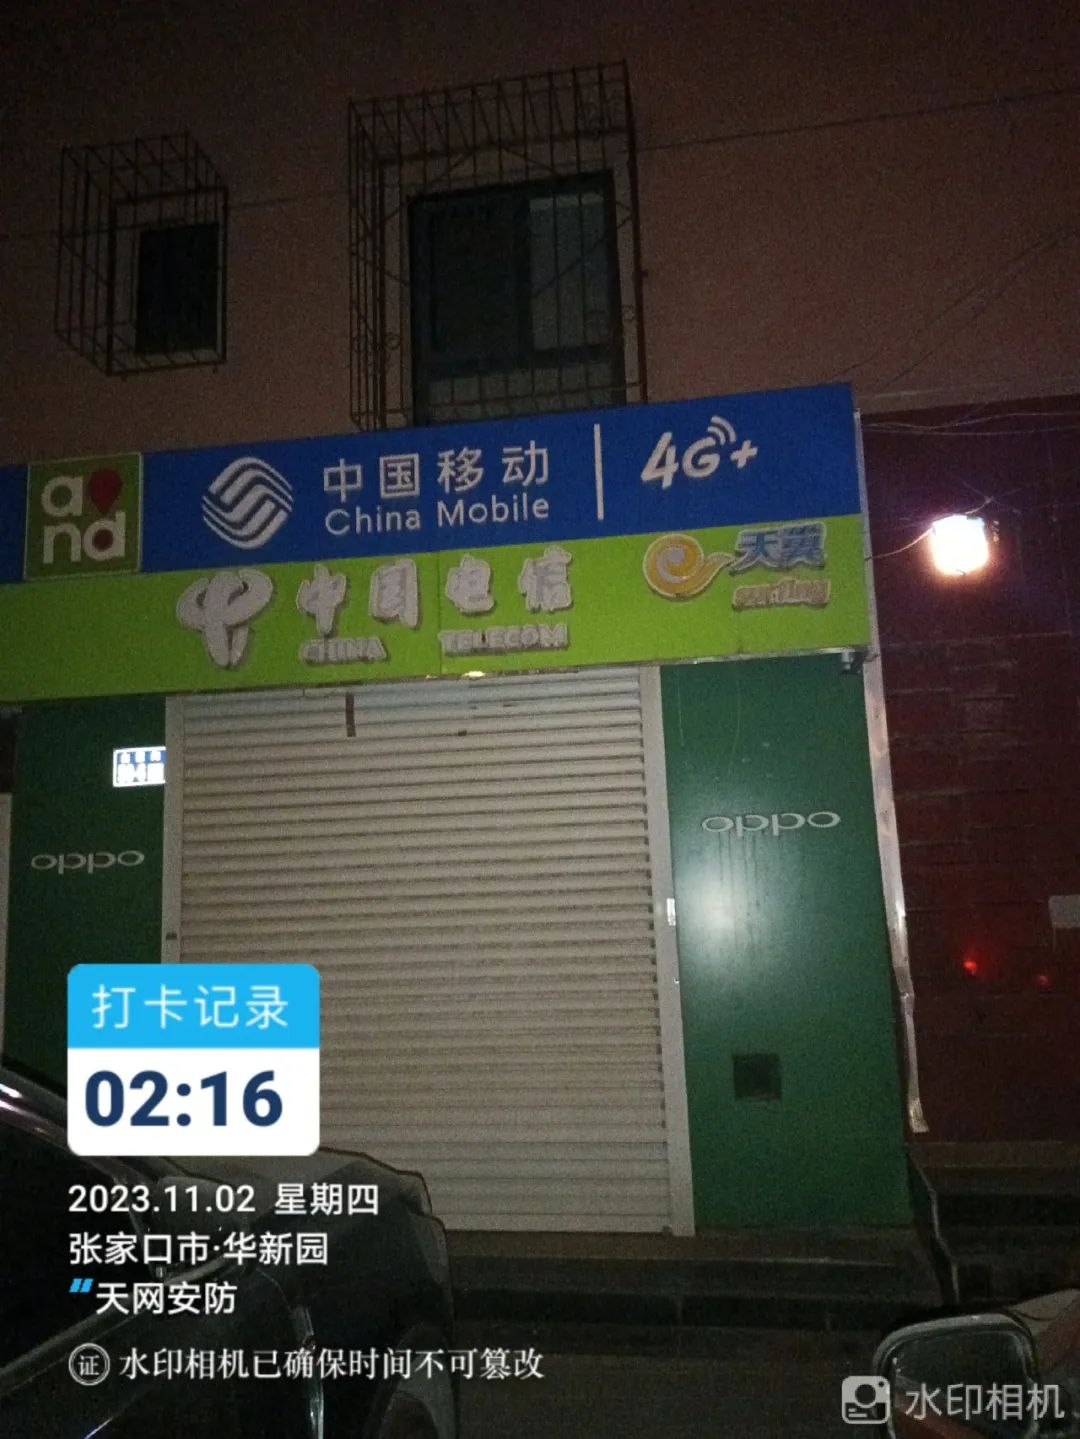 a nd
中国移动
China Mobile
4G+
中国电信
CHINA TELECOM
天翼
surfing
oppo
oppo
打卡记录
02:16
2023.11.02 星期四
张家口市·华新园
天网安防
证 水印相机已确保时间不可篡改
水印相机